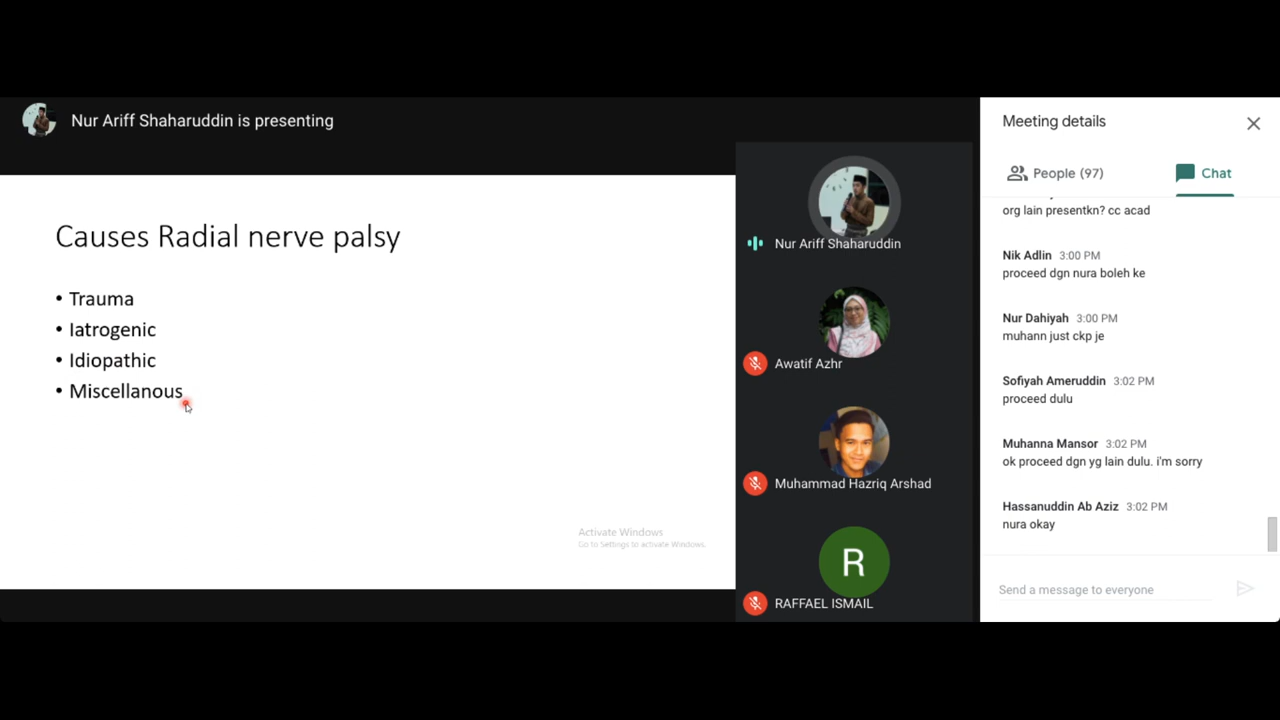 Nur Ariff Shaharuddin is presenting
Causes Radial nerve palsy
• Trauma
• Iatrogenic
• Idiopathic
• Miscellanous
Activate Windows
Go to Settings to activate Windows.
Nur Ariff Shaharuddin
Awatif Azhr
Muhammad Hazriq Arshad
R
RAFFAEL ISMAIL
Meeting details
People (97)
Chat
org lain presentkn? cc acad
Nik Adlin 3:00 PM
proceed dgn nura boleh ke
Nur Dahiyah 3:00 PM
muhann just ckp je
Sofiyah Ameruddin 3:02 PM
proceed dulu
Muhanna Mansor 3:02 PM
ok proceed dgn yg lain dulu. i'm sorry
Hassanuddin Ab Aziz 3:02 PM
nura okay
Send a message to everyone